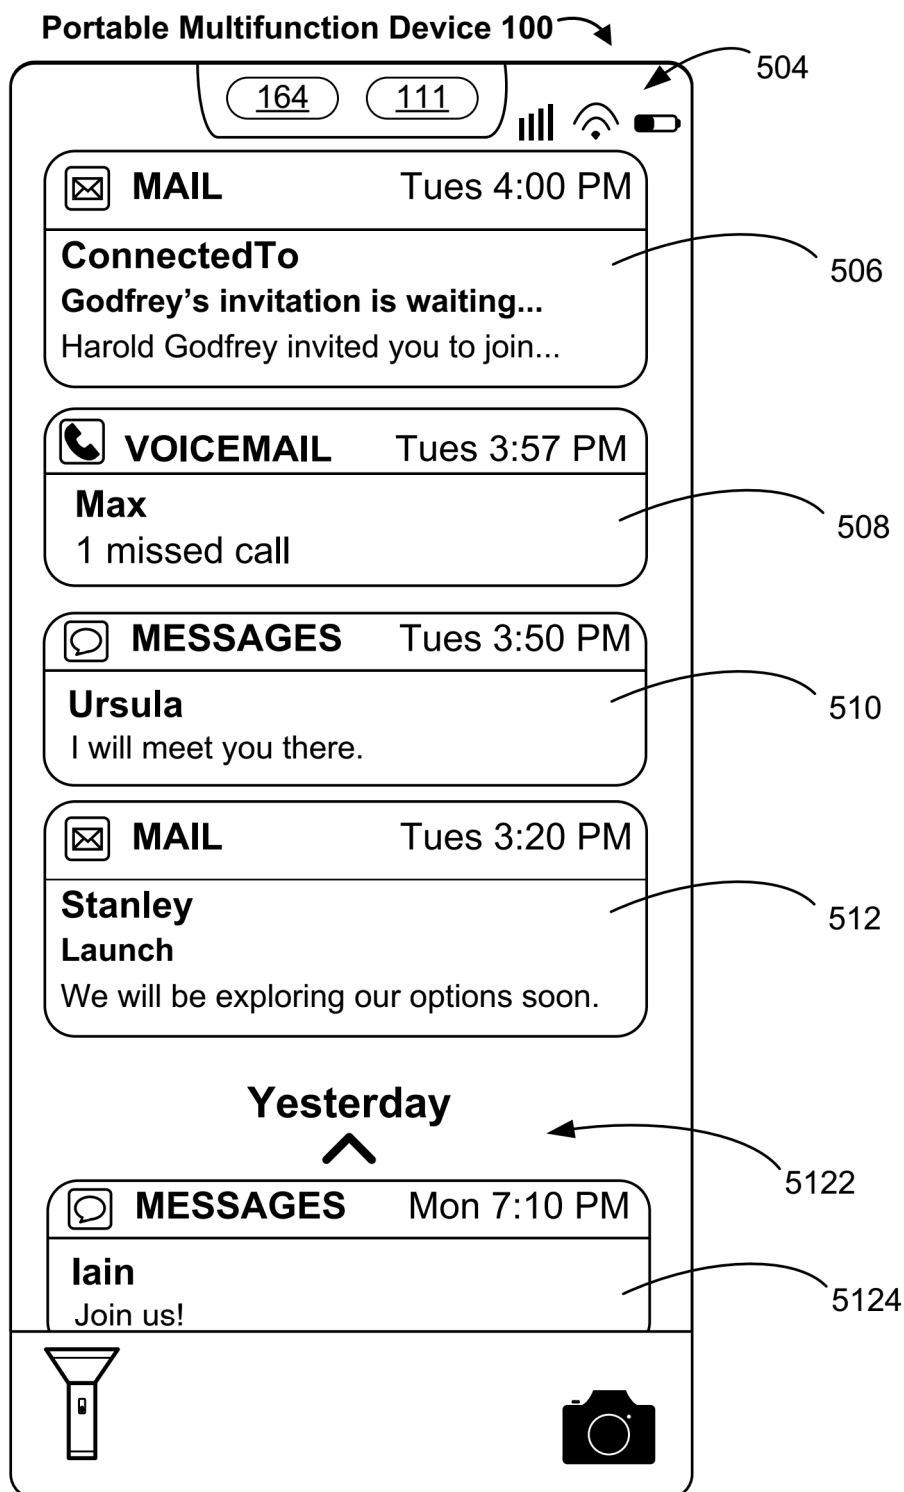 Portable Multifunction Device 100
504
164 111
MAIL Tues 4:00 PM
ConnectedTo
506
Godfrey’s invitation is waiting...
Harold Godfrey invited you to join...
VOICEMAIL Tues 3:57 PM
Max
508
1 missed call
MESSAGES Tues 3:50 PM
Ursula
510
I will meet you there.
MAIL Tues 3:20 PM
Stanley
512
Launch
We will be exploring our options soon.
Yesterday
5122
MESSAGES Mon 7:10 PM
Iain
5124
Join us!